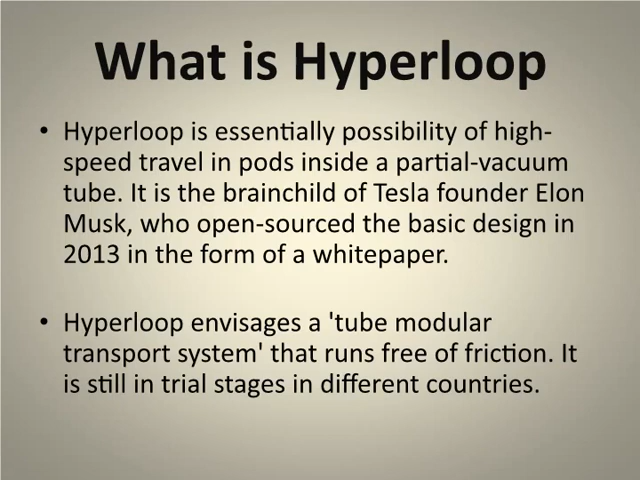 What is Hyperloop
• Hyperloop is essentially possibility of high-
speed travel in pods inside a partial-vacuum
tube. It is the brainchild of Tesla founder Elon
Musk, who open-sourced the basic design in
2013 in the form of a whitepaper.
• Hyperloop envisages a 'tube modular
transport system' that runs free of friction. It
is still in trial stages in different countries.